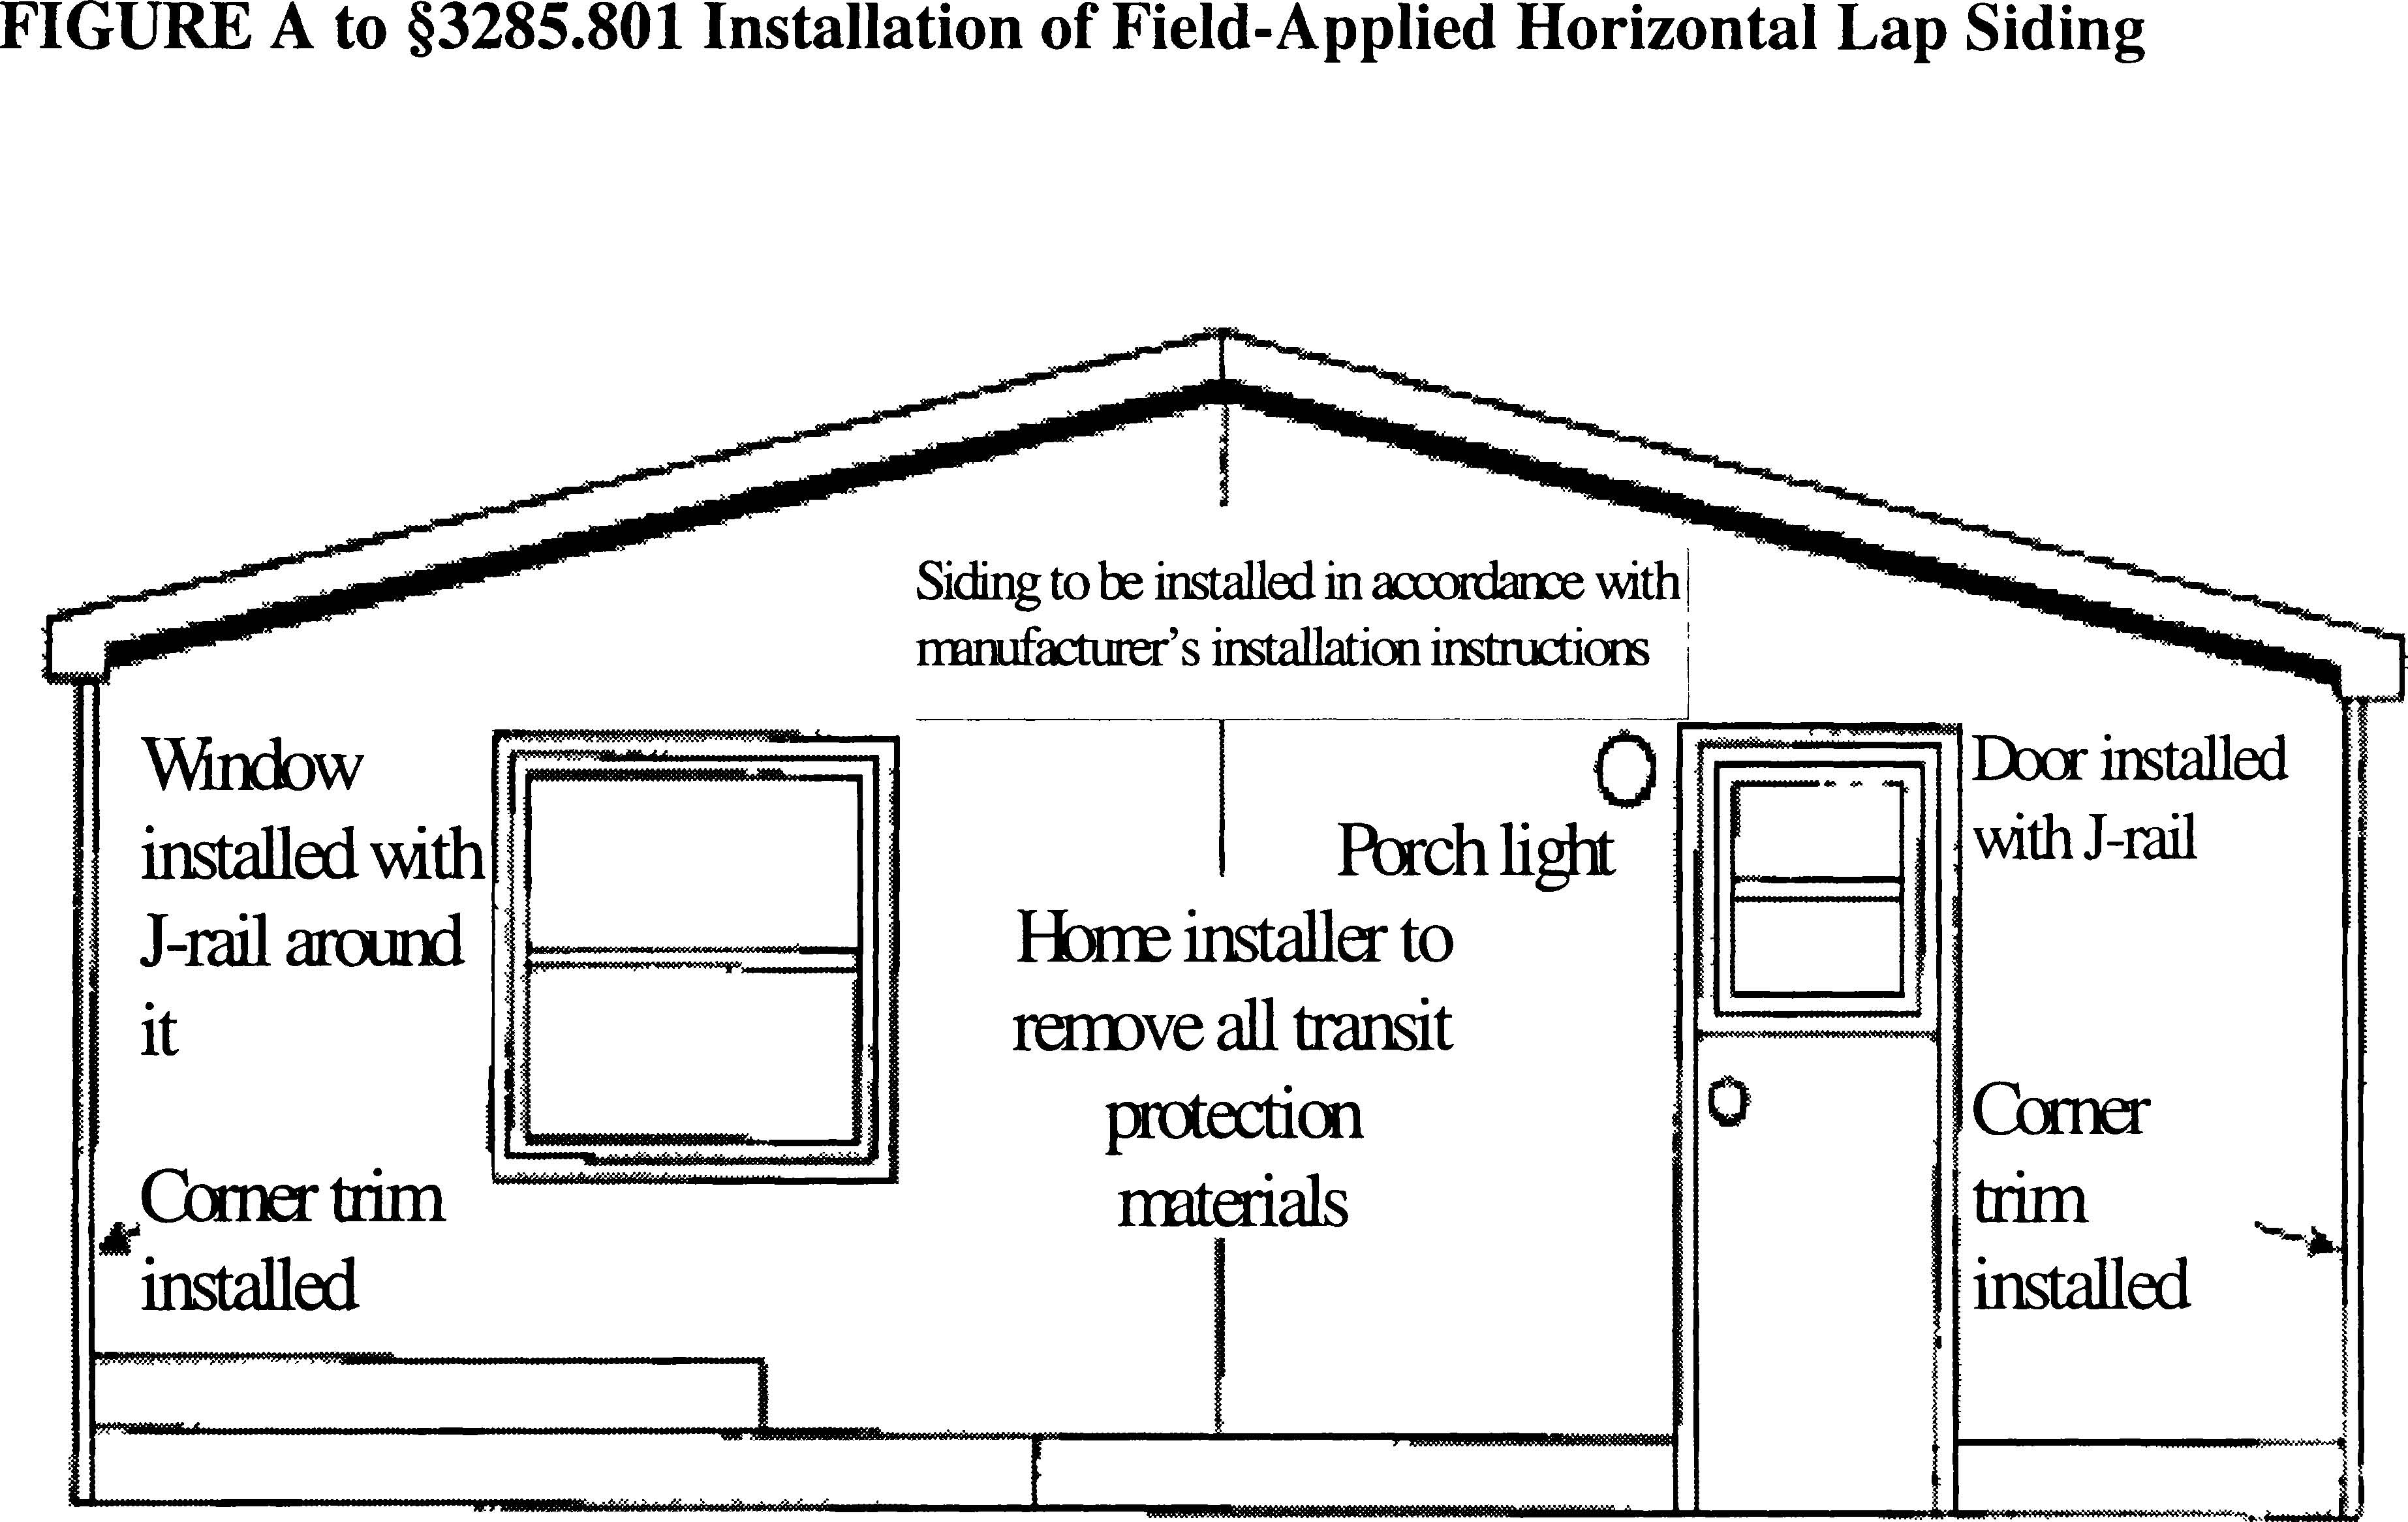 FIGURE A to §3285.801 Installation of Field-Applied Horizontal Lap Siding
Siding to be installed in accordance with
manufacturer's installation instructions
Window
installed with
J-rail around
it
Porch light
Door installed
with J-rail
Home installer to
remove all transit
protection
materials
Corner trim
installed
Corner
trim
installed